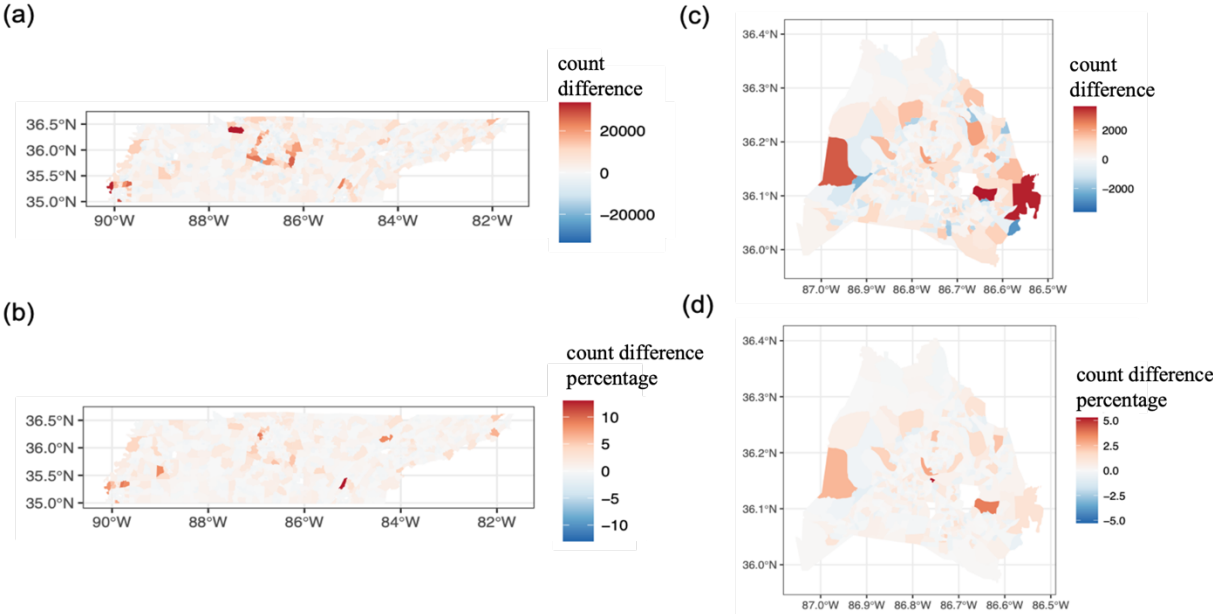 (a)
count
difference
20000
0
−20000
36.5°N
36.0°N
35.5°N
35.0°N
90°W 88°W 86°W 84°W 82°W
(b)
count difference
percentage
10
5
0
−5
−10
36.5°N
36.0°N
35.5°N
35.0°N
90°W 88°W 86°W 84°W 82°W
(c)
count
difference
2000
0
−2000
36.4°N
36.3°N
36.2°N
36.1°N
36.0°N
87.0°W 86.9°W 86.8°W 86.7°W 86.6°W 86.5°W
(d)
count difference
percentage
5.0
2.5
0.0
−2.5
−5.0
36.4°N
36.3°N
36.2°N
36.1°N
36.0°N
87.0°W 86.9°W 86.8°W 86.7°W 86.6°W 86.5°W